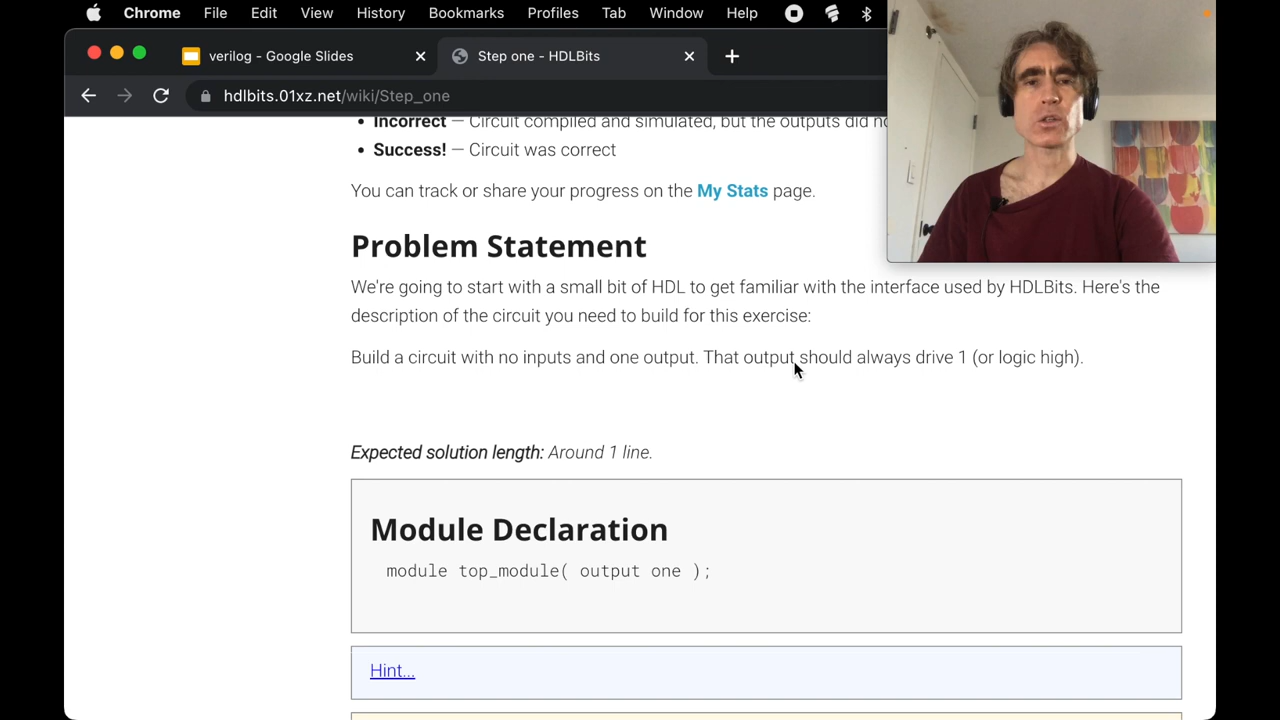 Chrome File Edit View History Bookmarks Profiles Tab Window Help
verilog - Google Slides
Step one - HDLBits
hdlbits.01xz.net/wiki/Step_one
• Incorrect — Circuit compiled and simulated, but the outputs did
• Success! — Circuit was correct
You can track or share your progress on the My Stats page.
Problem Statement
We're going to start with a small bit of HDL to get familiar with the interface used by HDLBits. Here's the
description of the circuit you need to build for this exercise:
Build a circuit with no inputs and one output. That output should always drive 1 (or logic high).
Expected solution length: Around 1 line.
Module Declaration
module top_module( output one );
Hint...